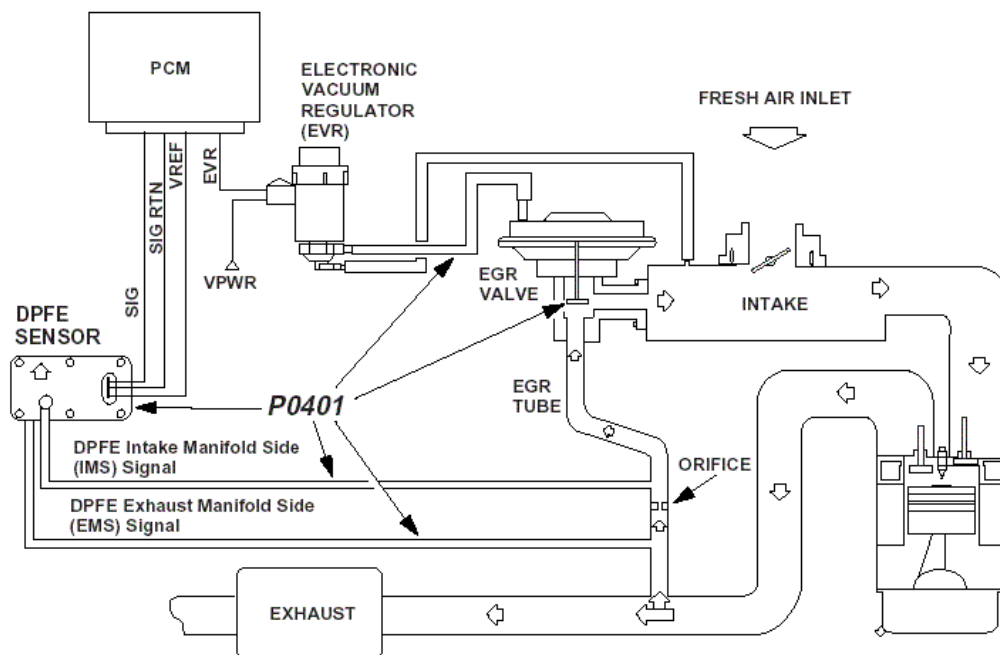 PCM
ELECTRONIC
VACUUM
REGULATOR
(EVR)
FRESH AIR INLET
SIG
SIG RTN
VREF
EVR
VPWR
EGR
VALVE
INTAKE
DPFE
SENSOR
P0401
EGR
TUBE
DPFE Intake Manifold Side
(IMS) Signal
ORIFICE
DPFE Exhaust Manifold Side
(EMS) Signal
EXHAUST